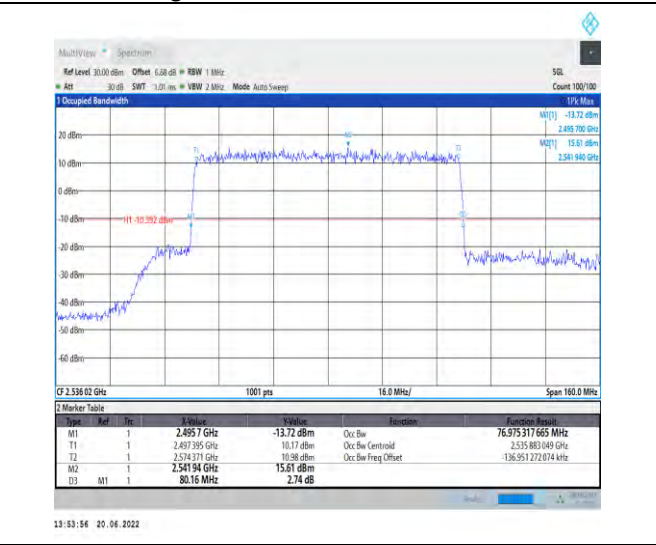 MultiView Spectrum
Ref Level 30.00 dBm Offset 6.68 dB RBW 1 MHz SGL
Att 30 dB SWT 1.01 ms VBW 2 MHz Mode Auto Sweep Count 100/100
1 Occupied Bandwidth 1Pk Max
M1[1] -13.72 dBm
2.495 700 GHz
20 dBm M2[1] 15.61 dBm
2.541 940 GHz
M2
T1 T2
10 dBm
0 dBm
-10 dBm H1 -10.392 dBm M1
-20 dBm
-30 dBm
-40 dBm
-50 dBm
-60 dBm
CF 2.536 02 GHz 1001 pts 16.0 MHz/ Span 160.0 MHz
2 Marker Table
Type Ref Trc X-Value Y-Value Function Function Result
M1 1 2.495 7 GHz -13.72 dBm Occ Bw 76.975 317 665 MHz
T1 1 2.497 395 GHz 10.17 dBm Occ Bw Centroid 2.535 883 049 GHz
T2 1 2.574 371 GHz 10.98 dBm Occ Bw Freq Offset -136.951 272 074 kHz
M2 1 2.541 94 GHz 15.61 dBm
D3 M1 1 80.16 MHz 2.74 dB
13:53:56 20.06.2022